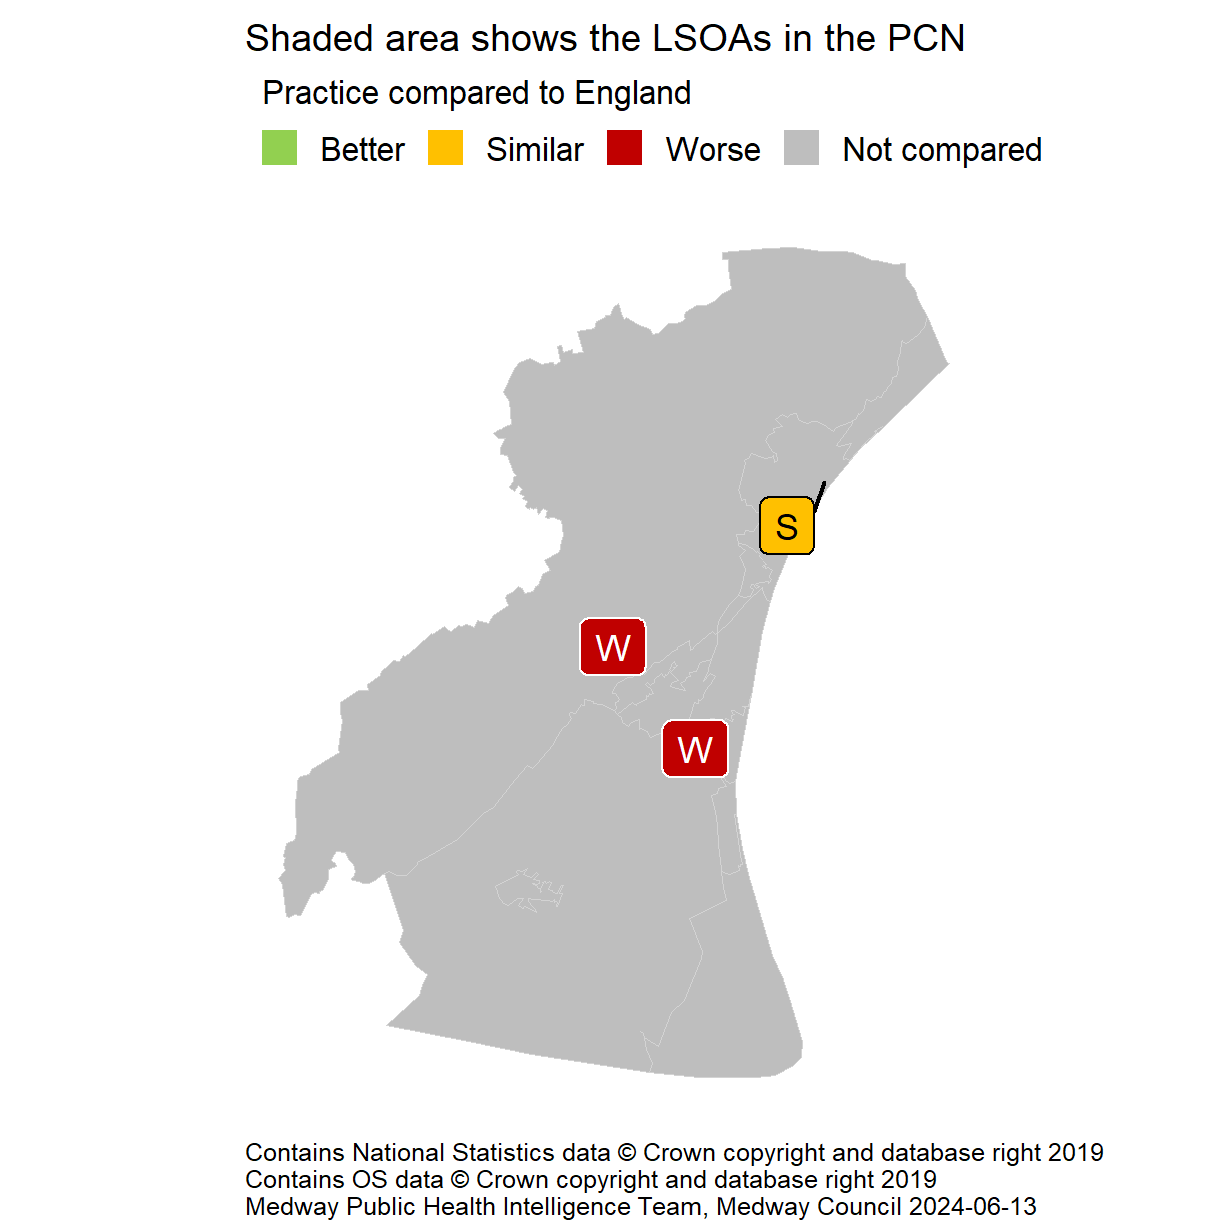 Shaded area shows the LSOAs in the PCN
Practice compared to England
Better Similar Worse Not compared
S
W
W
Contains National Statistics data © Crown copyright and database right 2019
Contains OS data © Crown copyright and database right 2019
Medway Public Health Intelligence Team, Medway Council 2024-06-13